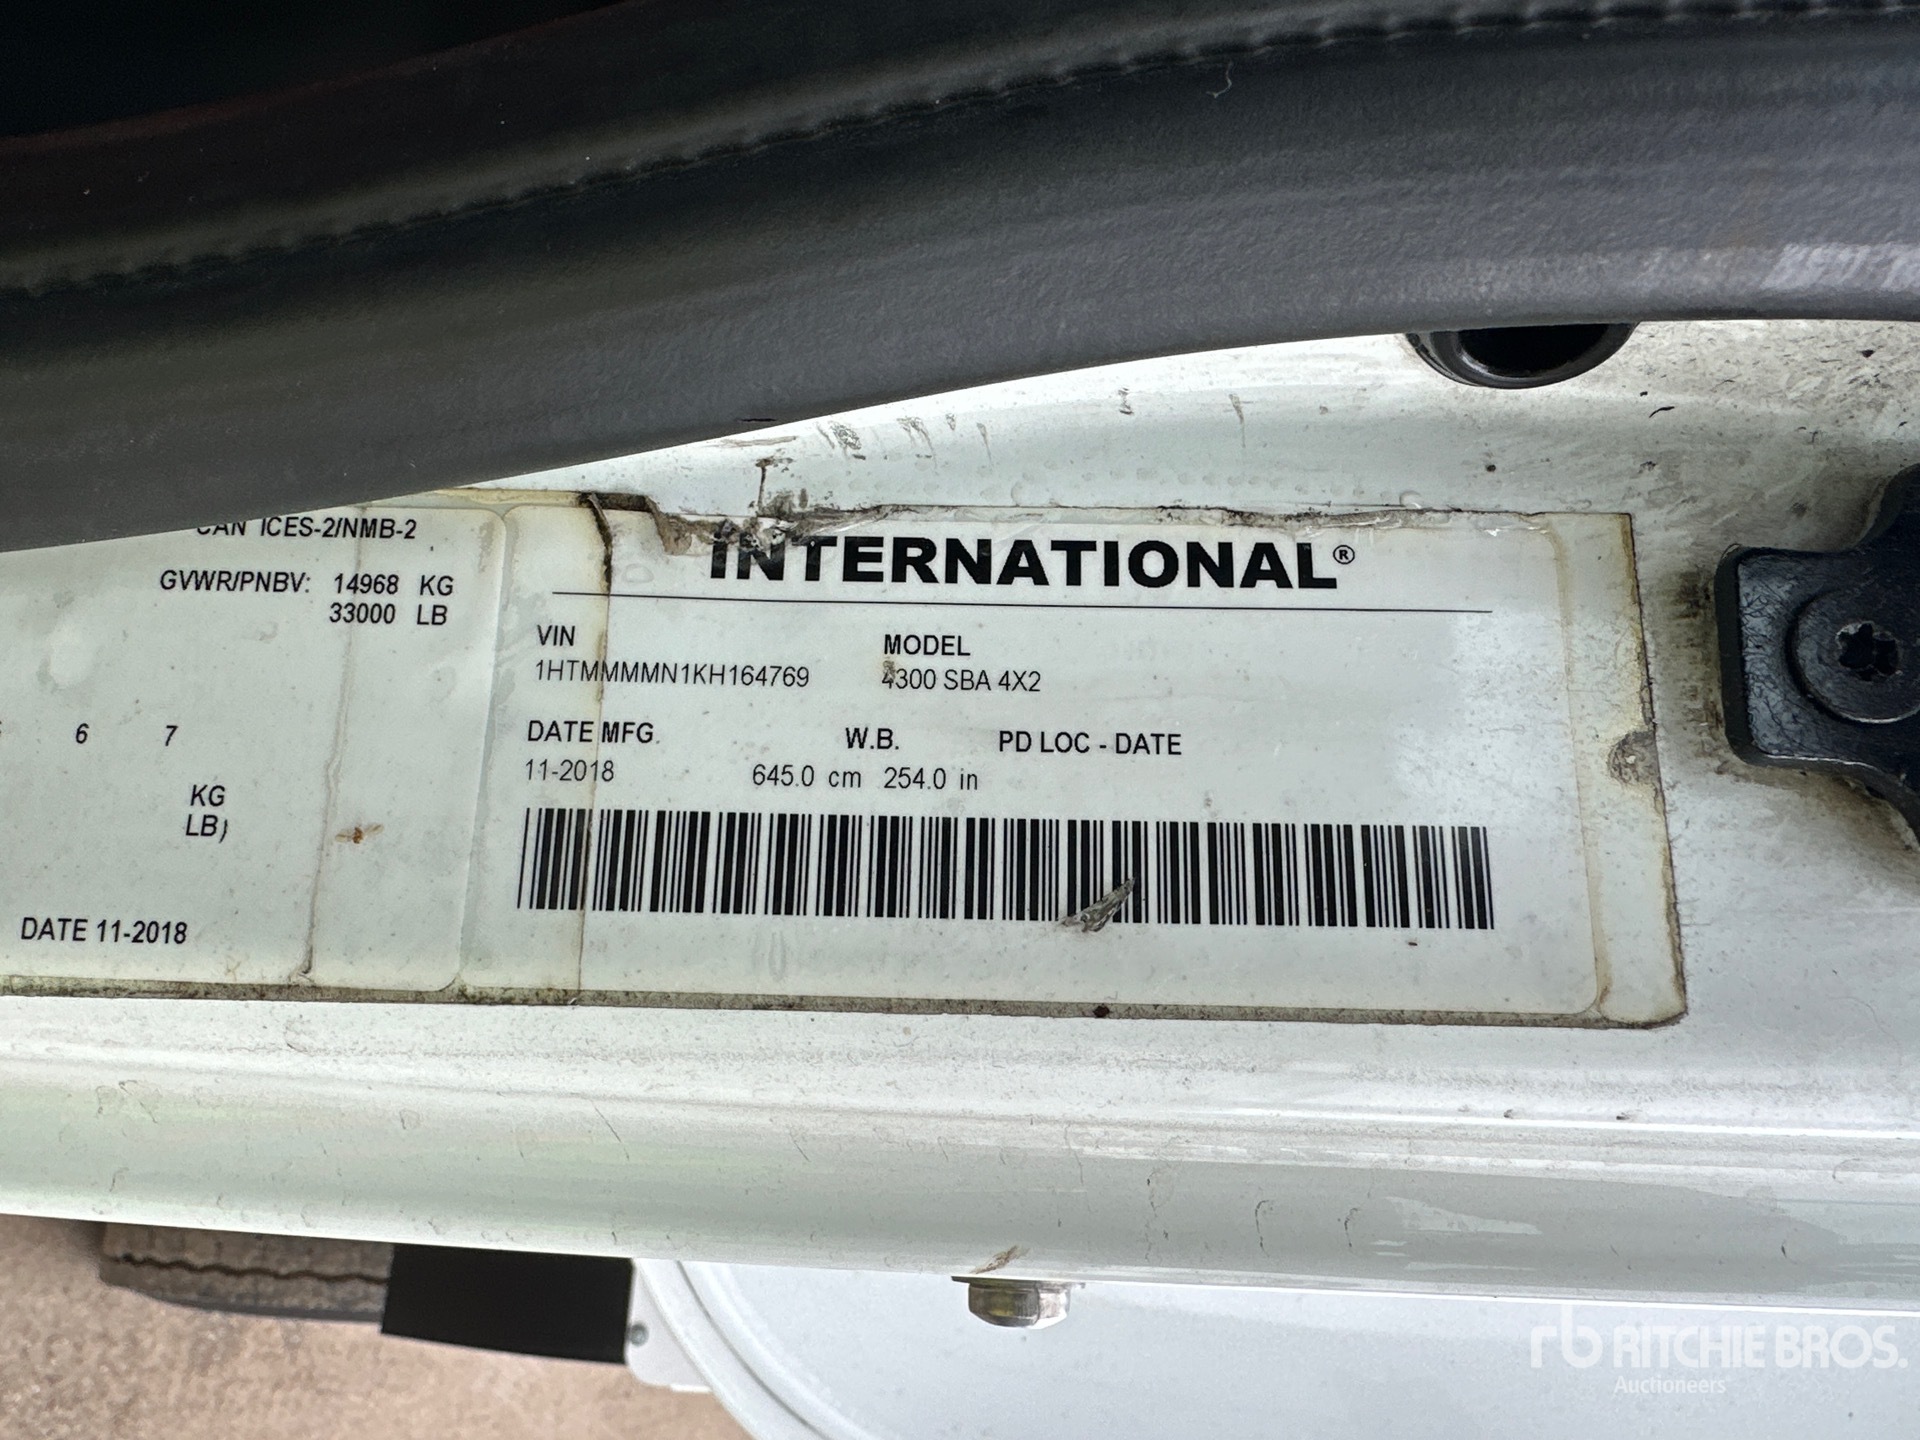 CAN ICES-2/NMB-2
GVWR/PNBV: 14968 KG
33000 LB
6 7
KG
LB)
DATE 11-2018
INTERNATIONAL®
VIN MODEL
1HTMMMMN1KH164769 4300 SBA 4X2
DATE MFG. W.B. PD LOC - DATE
11-2018 645.0 cm 254.0 in
rb RITCHIE BROS.
Auctioneers